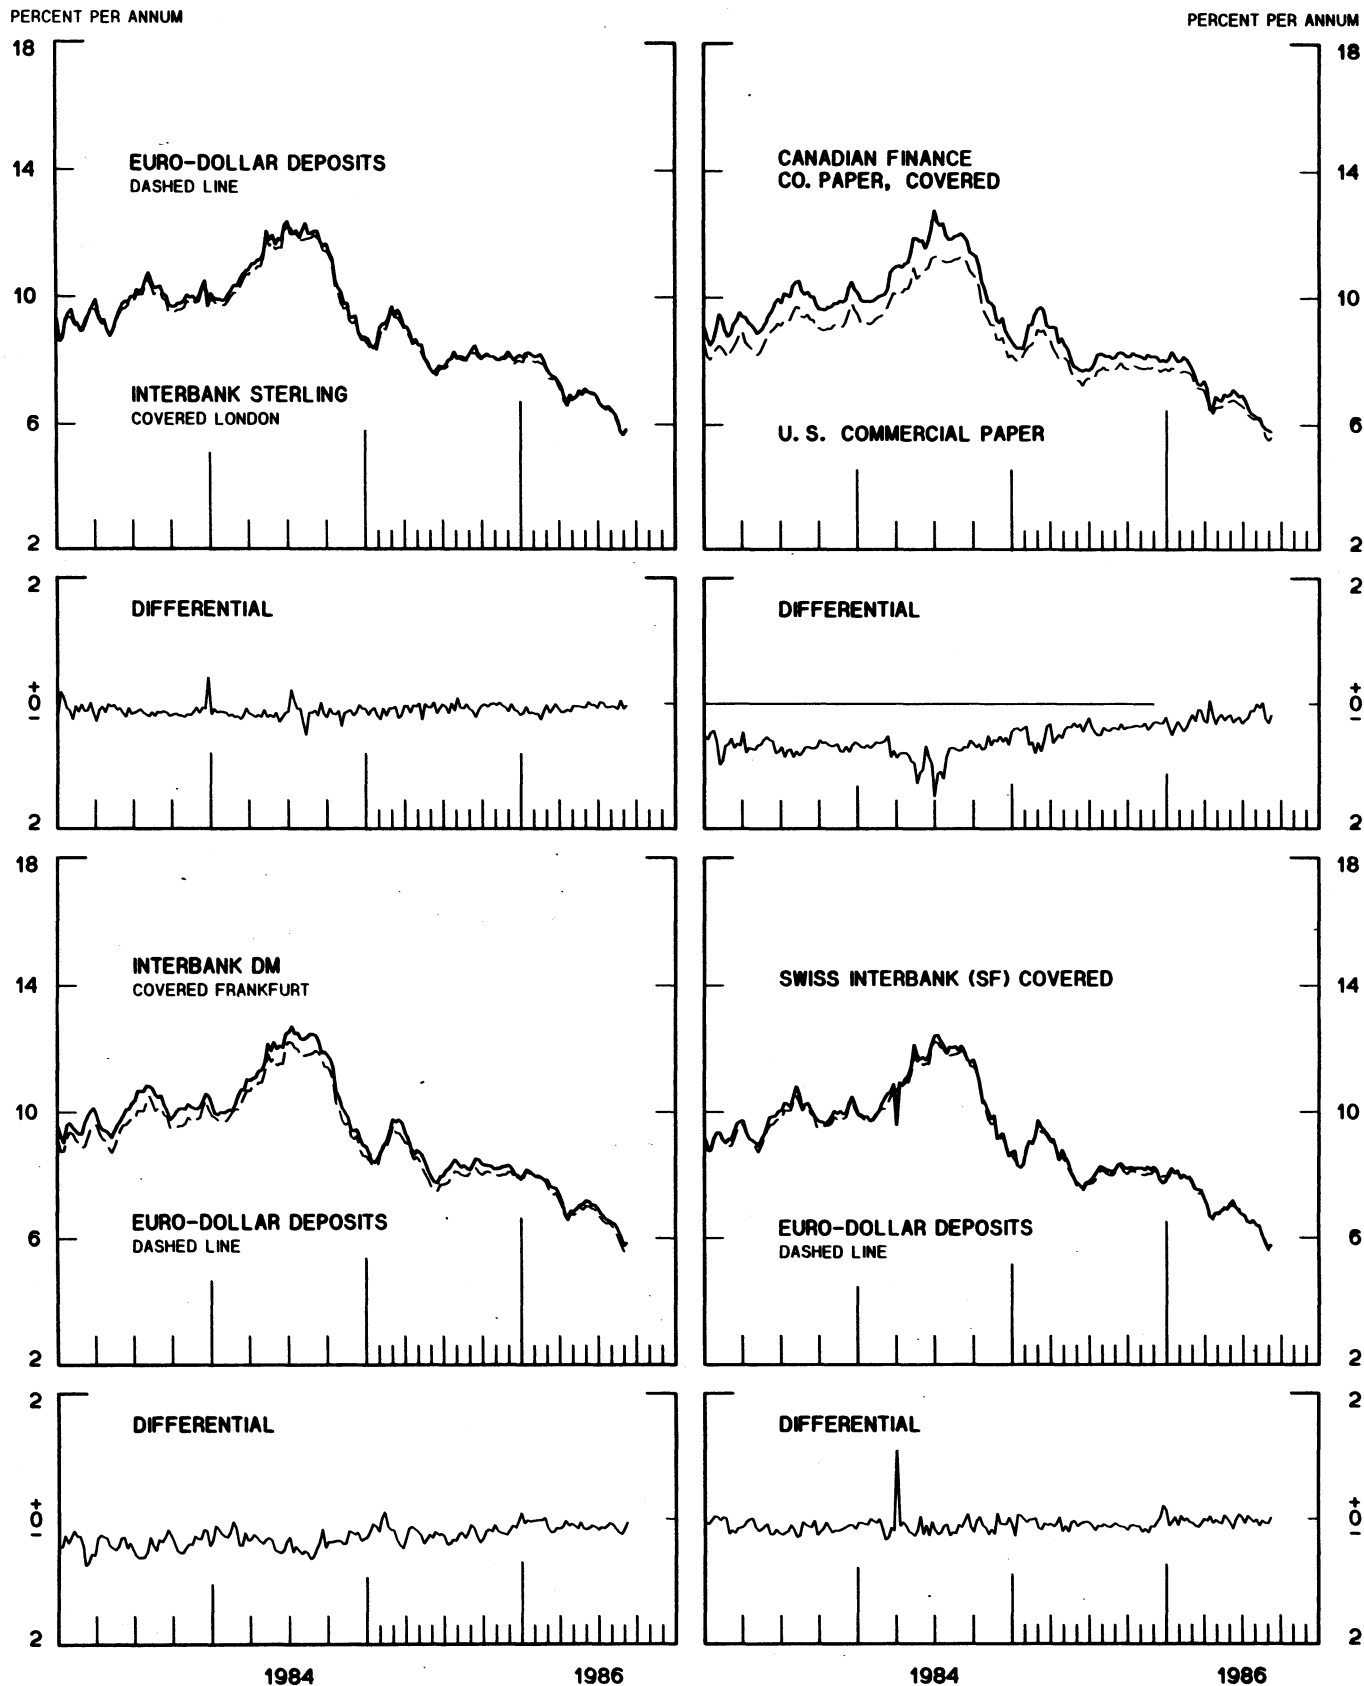 PERCENT PER ANNUM
PERCENT PER ANNUM
18
EURO-DOLLAR DEPOSITS
DASHED LINE
14
10
INTERBANK STERLING
COVERED LONDON
6
2
18
CANADIAN FINANCE
CO. PAPER, COVERED
14
10
U. S. COMMERCIAL PAPER
6
2
2
DIFFERENTIAL
+
0
−
2
2
DIFFERENTIAL
+
0
−
2
18
INTERBANK DM
COVERED FRANKFURT
14
10
EURO-DOLLAR DEPOSITS
DASHED LINE
6
2
18
SWISS INTERBANK (SF) COVERED
14
10
EURO-DOLLAR DEPOSITS
DASHED LINE
6
2
2
DIFFERENTIAL
+
0
−
2
1984
1986
2
DIFFERENTIAL
+
0
−
2
1984
1986